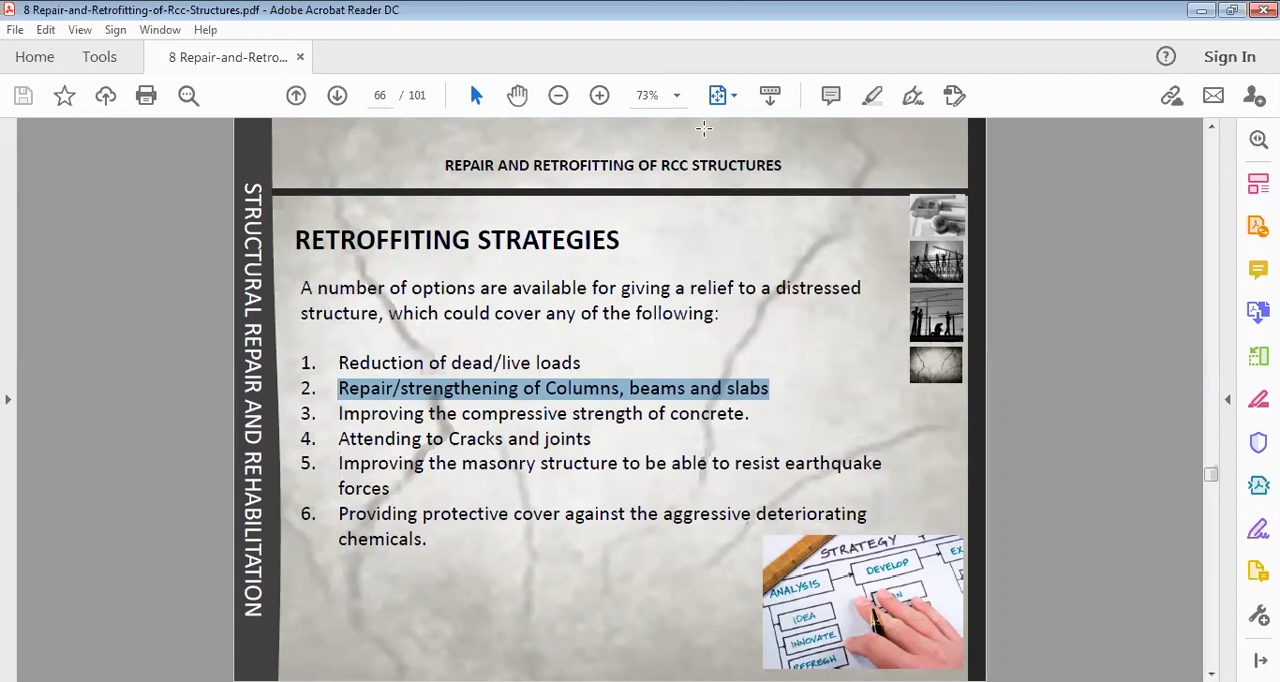 8 Repair-and-Retrofitting-of-Rcc-Structures.pdf - Adobe Acrobat Reader DC
File Edit View Sign Window Help
Home Tools 8 Repair-and-Retro... × ? Sign In
66 / 101 73%
REPAIR AND RETROFITTING OF RCC STRUCTURES
STRUCTURAL REPAIR AND REHABILITATION
RETROFFITING STRATEGIES
A number of options are available for giving a relief to a distressed
structure, which could cover any of the following:
1. Reduction of dead/live loads
2. Repair/strengthening of Columns, beams and slabs
3. Improving the compressive strength of concrete.
4. Attending to Cracks and joints
5. Improving the masonry structure to be able to resist earthquake
forces
6. Providing protective cover against the aggressive deteriorating
chemicals.
STRATEGY
ANALYSIS DEVELOP EX
IDEA
INNOVATE
REFRESH